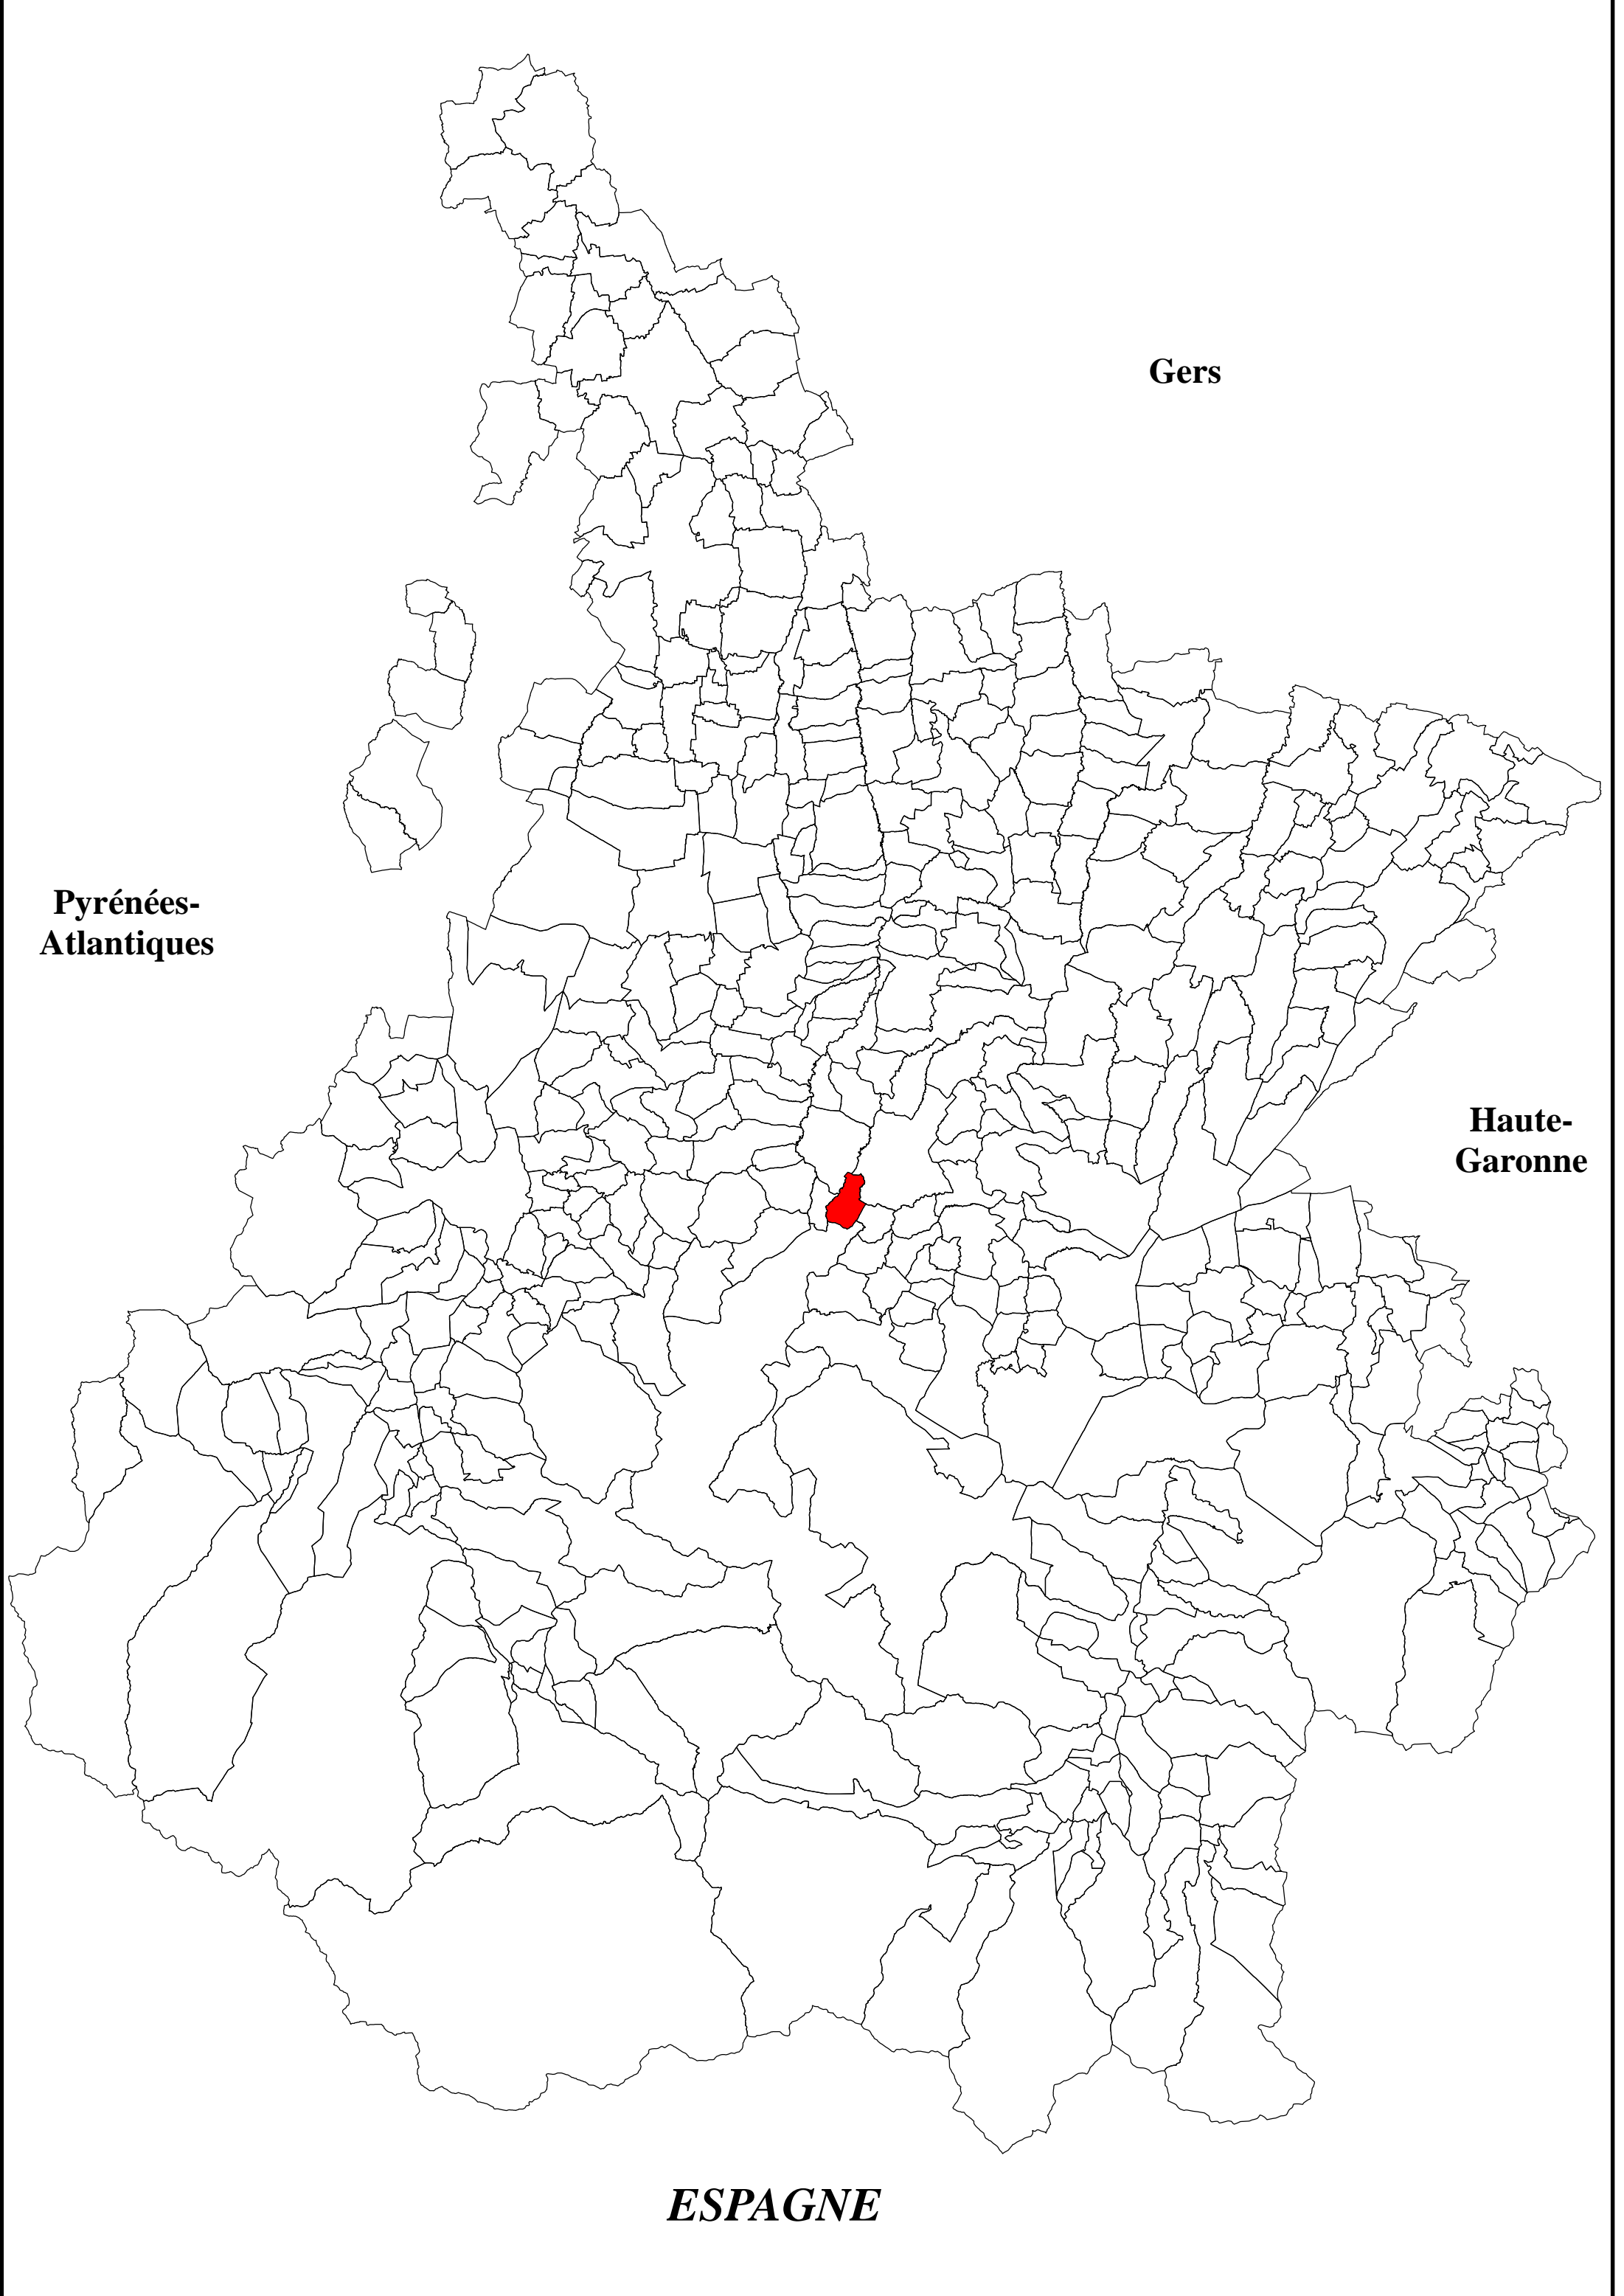 Gers
Pyrénées-
Atlantiques
Haute-
Garonne
ESPAGNE